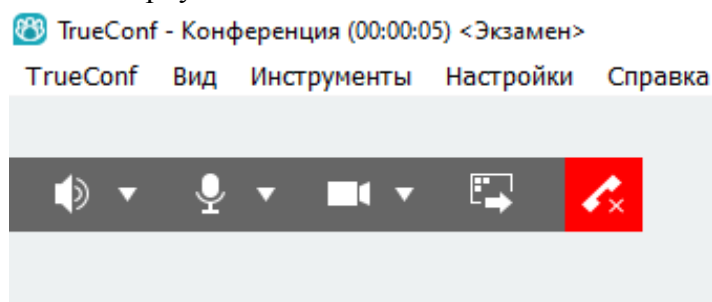 TrueConf - Конференция (00:00:05) <Экзамен>
TrueConf Вид Инструменты Настройки Справка